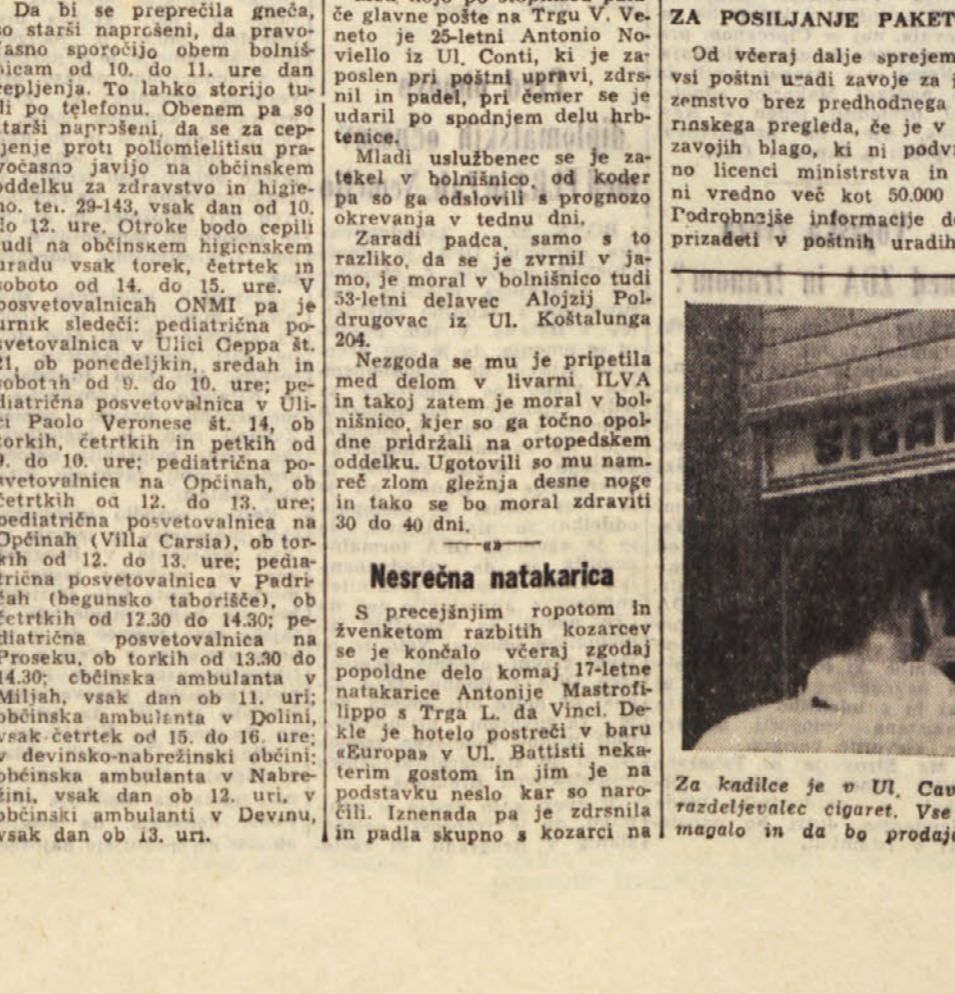 Da bi se preprečila gneča,
so starši naprošeni, da pravo-
časno sporočijo obem bolniš-
nicam od 10. do 11. ure dan
cepljenja. To lahko storijo tu-
di po telefonu. Obenem pa so
starši naprošeni, da se za cep-
ljenje proti poliomielitisu pra-
vočasno javijo na občinskem
oddelku za zdravstvo in higie-
no. tel. 29-143, vsak dan od 10.
do 12. ure. Otroke bodo cepili
tudi na občinskem higienskem
uradu vsak torek, četrtek in
soboto od 14. do 15. ure. V
posvetovalnicah ONMI pa je
urnik sledeči: pediatrična po-
svetovalnica v Ulici Geppa št.
21, ob ponedeljkin, sredah in
sobotah od 9. do 10. ure; pe-
diatrična posvetovalnica v Uli-
ci Paolo Veronese št. 14, ob
torkih, četrtkih in petkih od
9. do 10. ure; pediatrična po-
svetovalnica na Opčinah, ob
četrtkih od 12. do 13. ure;
pediatrična posvetovalnica na
Opčinah (Villa Carsia), ob tor-
kih od 12. do 13. ure; pedia-
trična posvetovalnica v Padri-
čah (begunsko taborišče), ob
četrtkih od 12.30 do 14.30; pe-
diatrična posvetovalnica na
Proseku, ob torkih od 13.30 do
14.30; občinska ambulanta v
Miljah, vsak dan ob 11. uri;
občinska ambulanta v Dolini,
vsak četrtek od 15. do 16. ure;
v devinsko-nabrežinski občini:
občinska ambulanta v Nabre-
žini, vsak dan ob 12. uri, v
občinski ambulanti v Devinu,
vsak dan ob 13. uri.
če glavne pošte na Trgu V. Ve-
neto je 25-letni Antonio No-
viello iz Ul. Conti, ki je za-
poslen pri poštni upravi, zdrs-
nil in padel, pri čemer se je
udaril po spodnjem delu hrb-
tenice.
Mladi uslužbenec se je za-
tekel v bolnišnico, od koder
pa so ga odslovili s prognozo
okrevanja v tednu dni.
Zaradi padca, samo s to
razliko, da se je zvrnil v ja-
mo, je moral v bolnišnico tudi
53-letni delavec Alojzij Pol-
drugovac iz Ul. Koštalunga
204.
Nezgoda se mu je pripetila
med delom v livarni ILVA
in takoj zatem je moral v bol-
nišnico, kjer so ga točno opol-
dne pridržali na ortopedskem
oddelku. Ugotovili so mu nam-
reč zlom gležnja desne noge
in tako se bo moral zdraviti
30 do 40 dni.
Nesrečna natakarica
S precejšnjim ropotom in
žvenketom razbitih kozarcev
se je končalo včeraj zgodaj
popoldne delo komaj 17-letne
natakarice Antonije Mastrofi-
lippo s Trga L. da Vinci. De-
kle je hotelo postreči v baru
«Europa» v Ul. Battisti neka-
terim gostom in jim je na
podstavku neslo kar so naro-
čili. Iznenada pa je zdrsnila
in padla skupno s kozarci na
ZA POSILJANJE PAKET
Od včeraj dalje sprejem
vsi poštni uradi zavoje za i
zemstvo brez predhodnega
rinskega pregleda, če je v
zavojih blago, ki ni podvr
no licenci ministrstva in
ni vredno več kot 50.000
Podrobnejše informacije d
prizadeti v poštnih uradih
SIGA
Za kadilce je v Ul. Cav
razdeljevalec cigaret. Vse
magalo in da bo prodaj